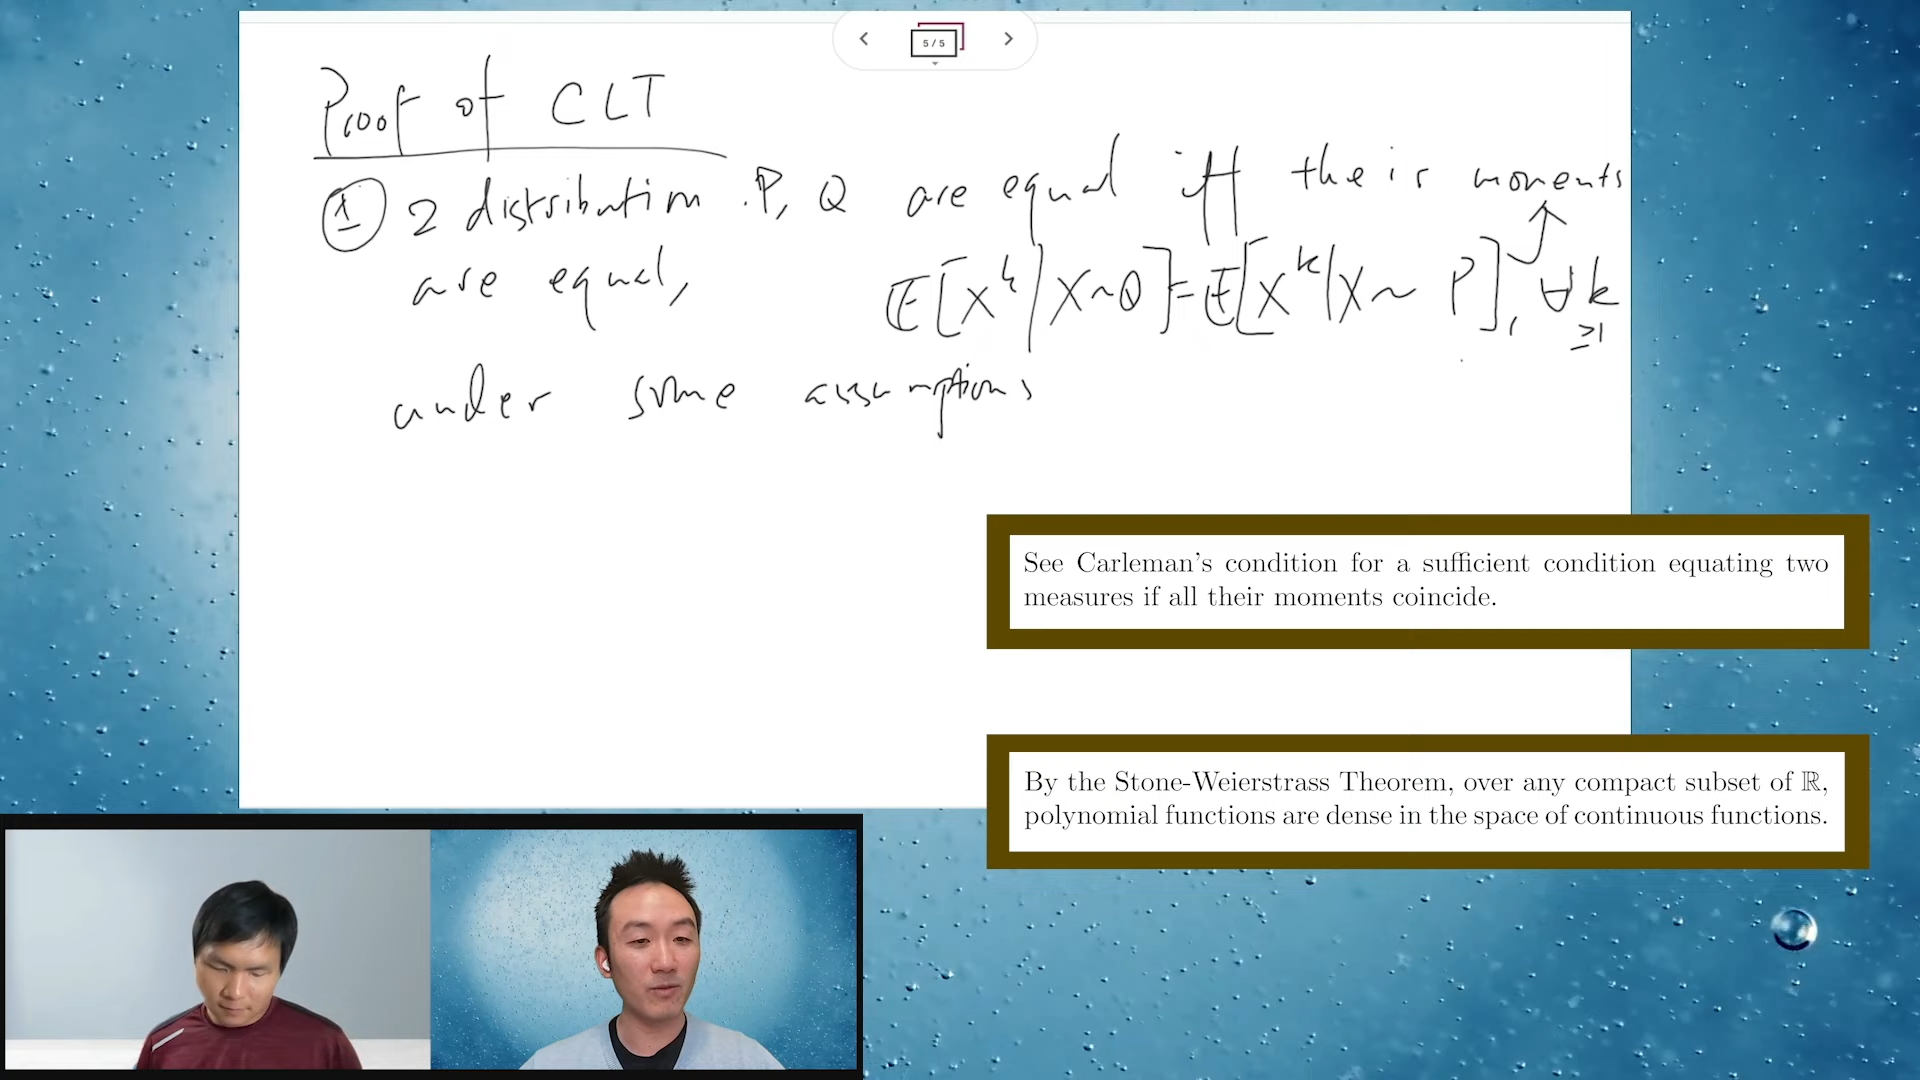 5 / 5
Proof of CLT
① 2 distribution P, Q are equal iff theis moments
are equal, 𝔼[X^k | X~Q] = 𝔼[X^k | X~P], ∀k
≥1
under some assumptions
See Carleman's condition for a sufficient condition equating two
measures if all their moments coincide.
By the Stone-Weierstrass Theorem, over any compact subset of ℝ,
polynomial functions are dense in the space of continuous functions.